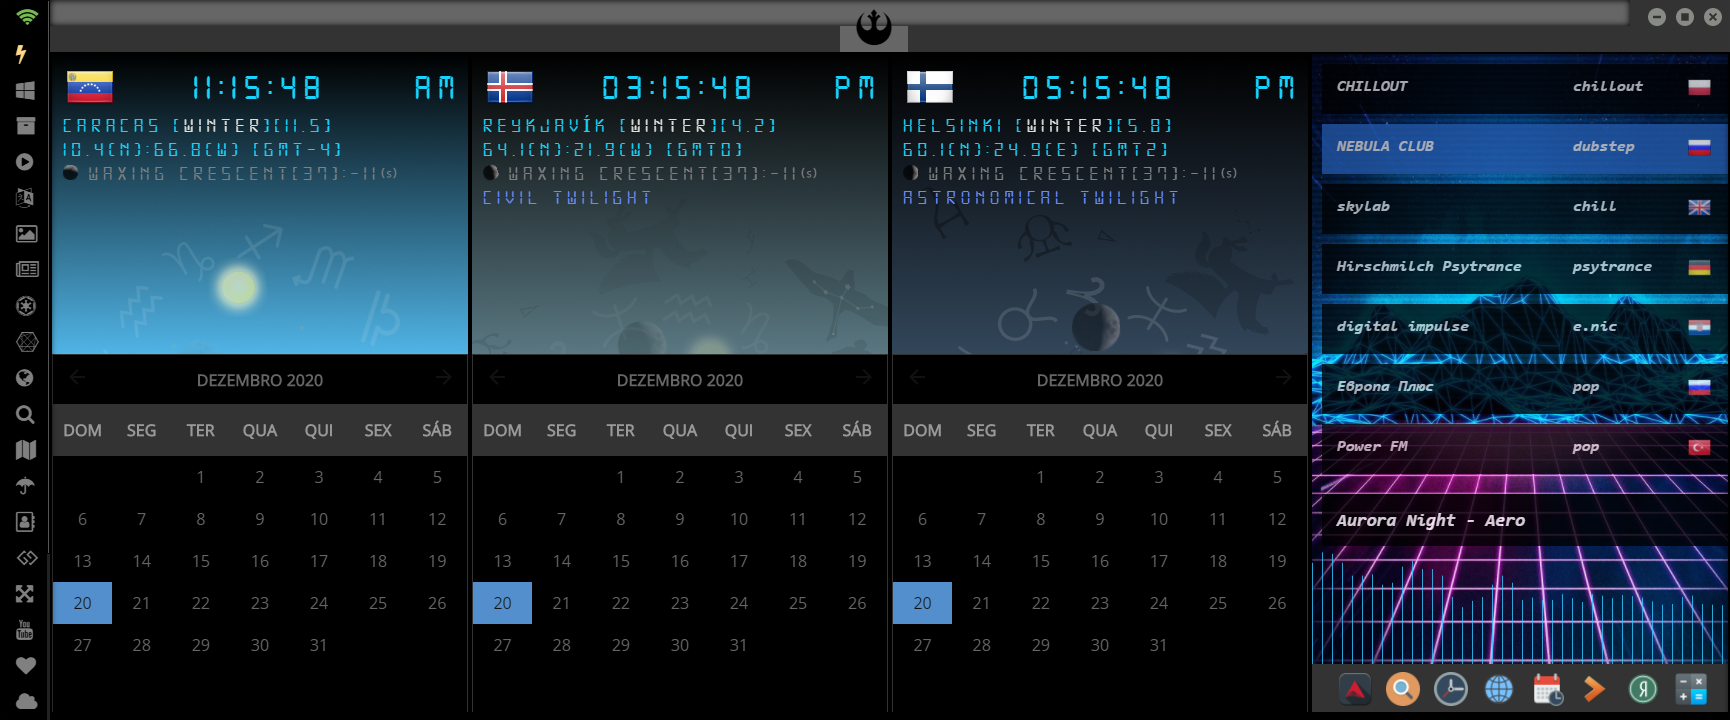 11:15:48 AM
CARACAS [WINTER][11.5]
10.4(N):66.8(W) [GMT-4]
WAXING CRESCENT[37]:-11(s)
DEZEMBRO 2020
DOM SEG TER QUA QUI SEX SÁB
1 2 3 4 5
6 7 8 9 10 11 12
13 14 15 16 17 18 19
20 21 22 23 24 25 26
27 28 29 30 31
03:15:48 PM
REYKJAVÍK [WINTER][4.2]
64.1(N):21.9(W) [GMT0]
WAXING CRESCENT[37]:-11(s)
CIVIL TWILIGHT
DEZEMBRO 2020
DOM SEG TER QUA QUI SEX SÁB
1 2 3 4 5
6 7 8 9 10 11 12
13 14 15 16 17 18 19
20 21 22 23 24 25 26
27 28 29 30 31
05:15:48 PM
HELSINKI [WINTER][5.8]
60.1(N):24.9(E) [GMT2]
WAXING CRESCENT[37]:-11(s)
ASTRONOMICAL TWILIGHT
DEZEMBRO 2020
DOM SEG TER QUA QUI SEX SÁB
1 2 3 4 5
6 7 8 9 10 11 12
13 14 15 16 17 18 19
20 21 22 23 24 25 26
27 28 29 30 31
CHILLOUT chillout
NEBULA CLUB dubstep
skylab chill
Hirschmilch Psytrance psytrance
digital impulse e.nic
Европа Плюс pop
Power FM pop
Aurora Night - Aero
You Tube
Я